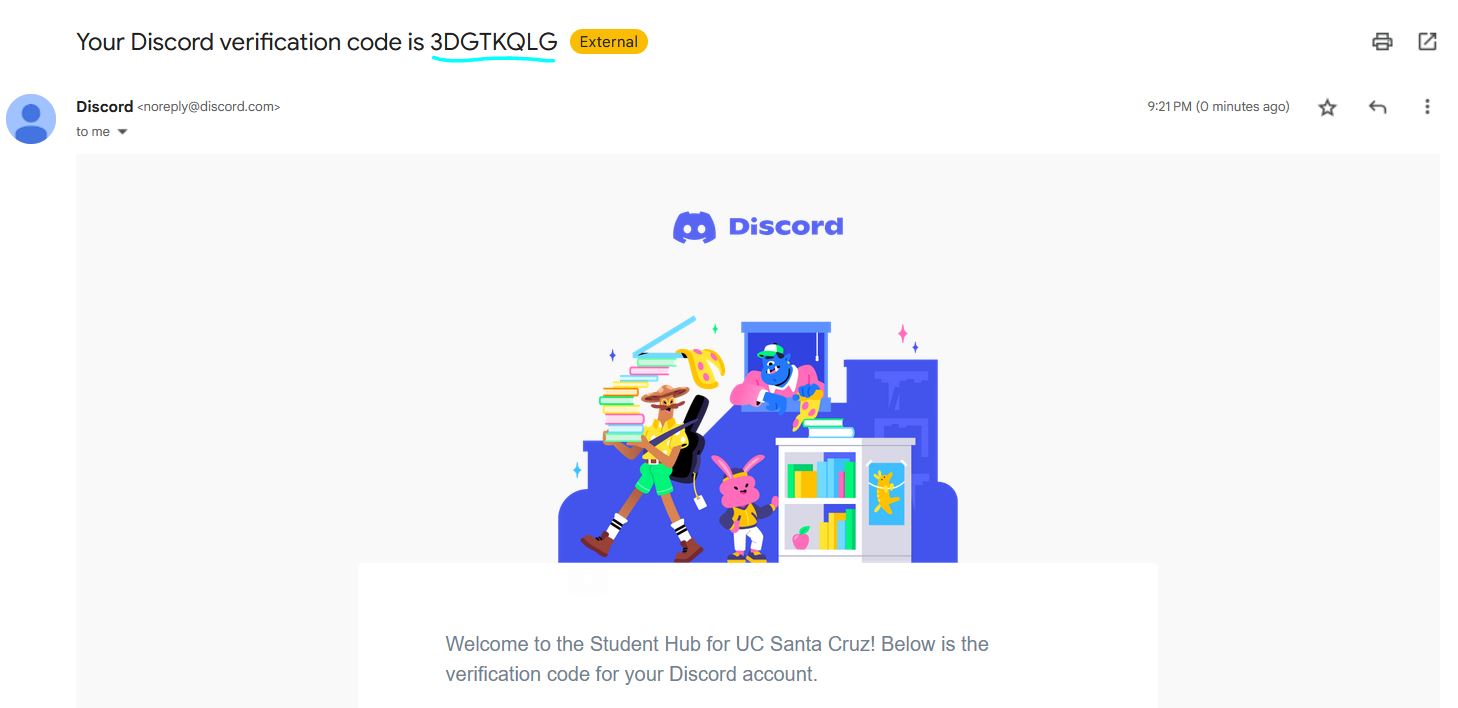 Your Discord verification code is 3DGTKQLG External
Discord <noreply@discord.com> 9:21 PM (0 minutes ago)
to me
Discord
Welcome to the Student Hub for UC Santa Cruz! Below is the
verification code for your Discord account.